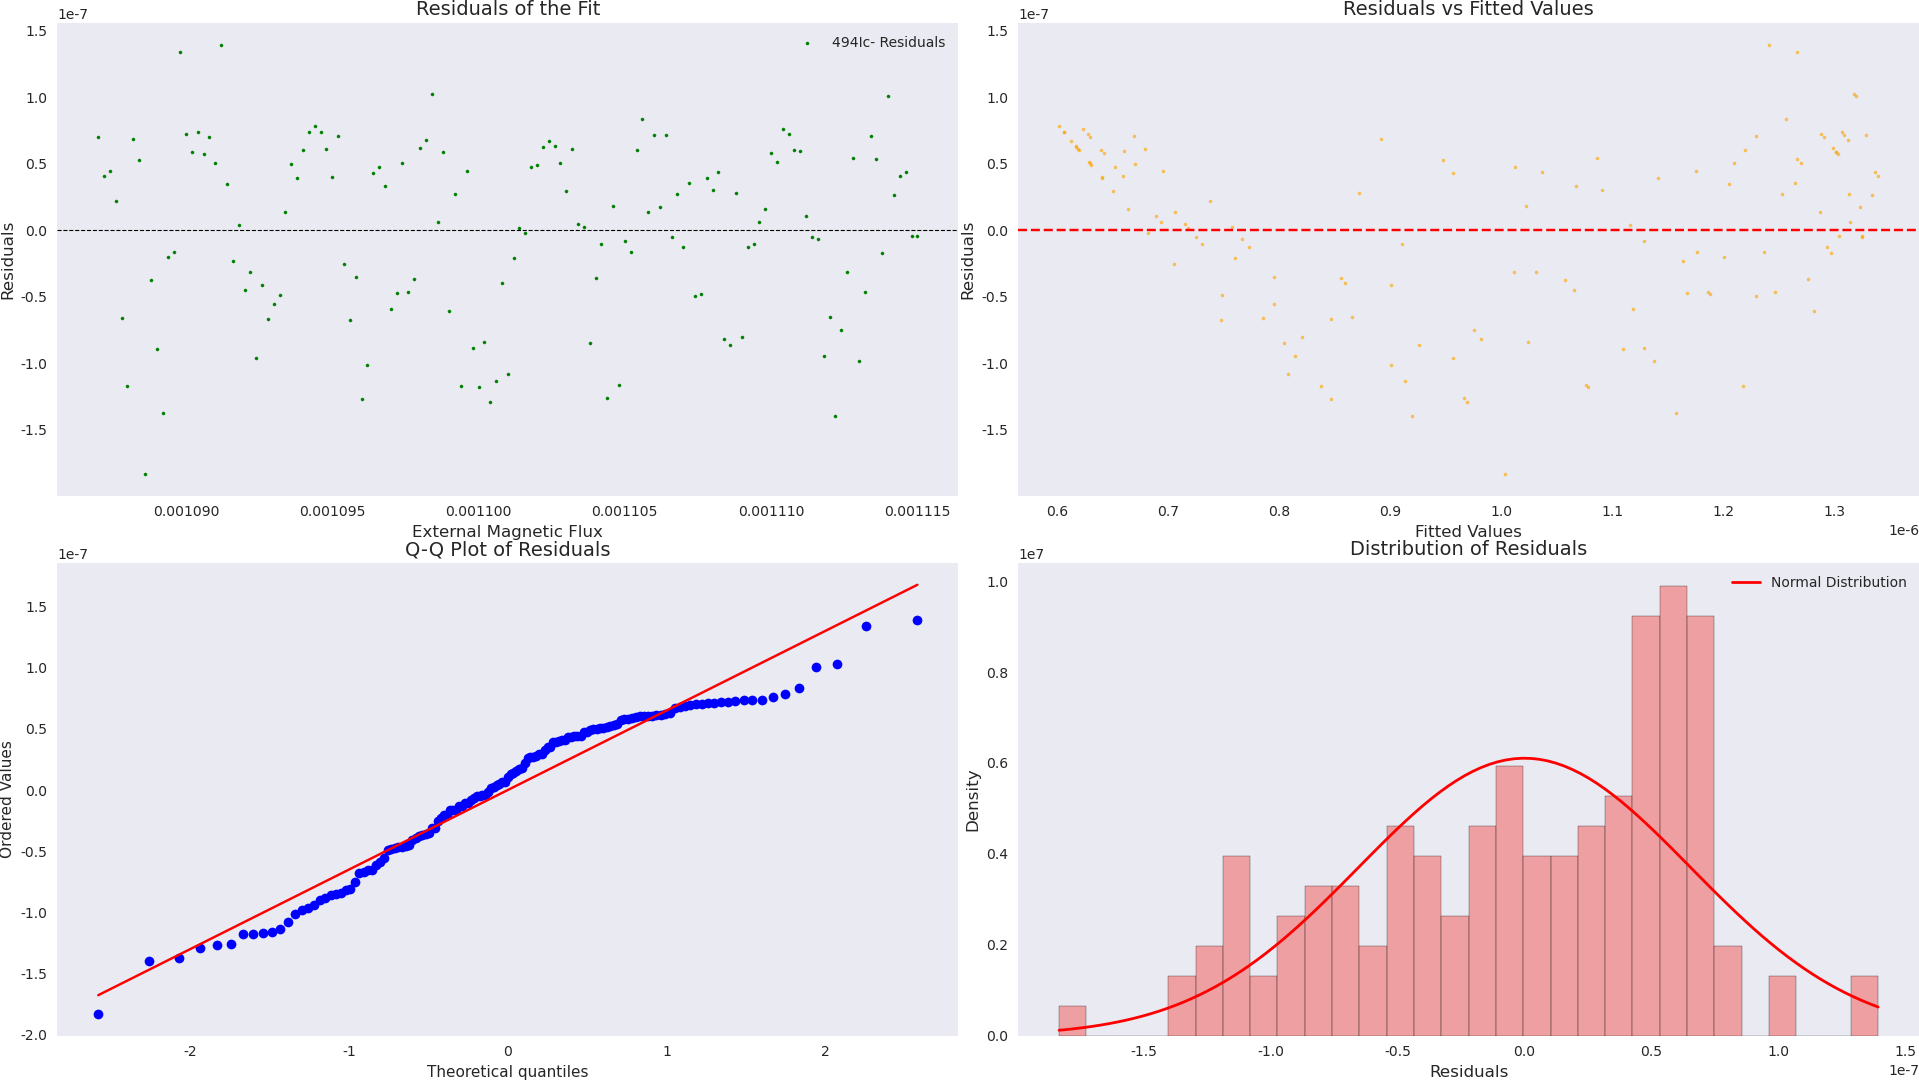 Residuals of the Fit
1e-7
1.5
1.0
0.5
0.0
-0.5
-1.0
-1.5
Residuals
494Ic- Residuals
0.001090
0.001095
0.001100
0.001105
0.001110
0.001115
External Magnetic Flux
Residuals vs Fitted Values
1e-7
1.5
1.0
0.5
0.0
-0.5
-1.0
-1.5
Residuals
0.6
0.7
0.8
0.9
1.0
1.1
1.2
1.3
1e-6
Fitted Values
Q-Q Plot of Residuals
1e-7
1.5
1.0
0.5
0.0
-0.5
-1.0
-1.5
-2.0
Ordered Values
-2
-1
0
1
2
Theoretical quantiles
Distribution of Residuals
1e7
1.0
0.8
0.6
0.4
0.2
0.0
Density
Normal Distribution
-1.5
-1.0
-0.5
0.0
0.5
1.0
1.5
1e-7
Residuals